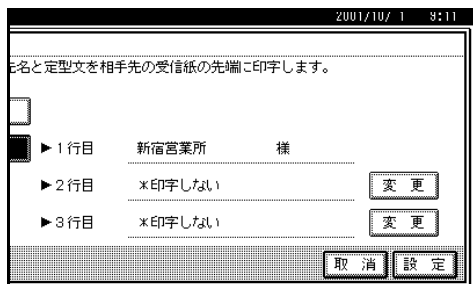 2001/10/ 1 9:11
先名と定型文を相手先の受信紙の先端に印字します。
▶1行目 新宿営業所 様
▶2行目 *印字しない 変 更
▶3行目 *印字しない 変 更
取 消 設 定